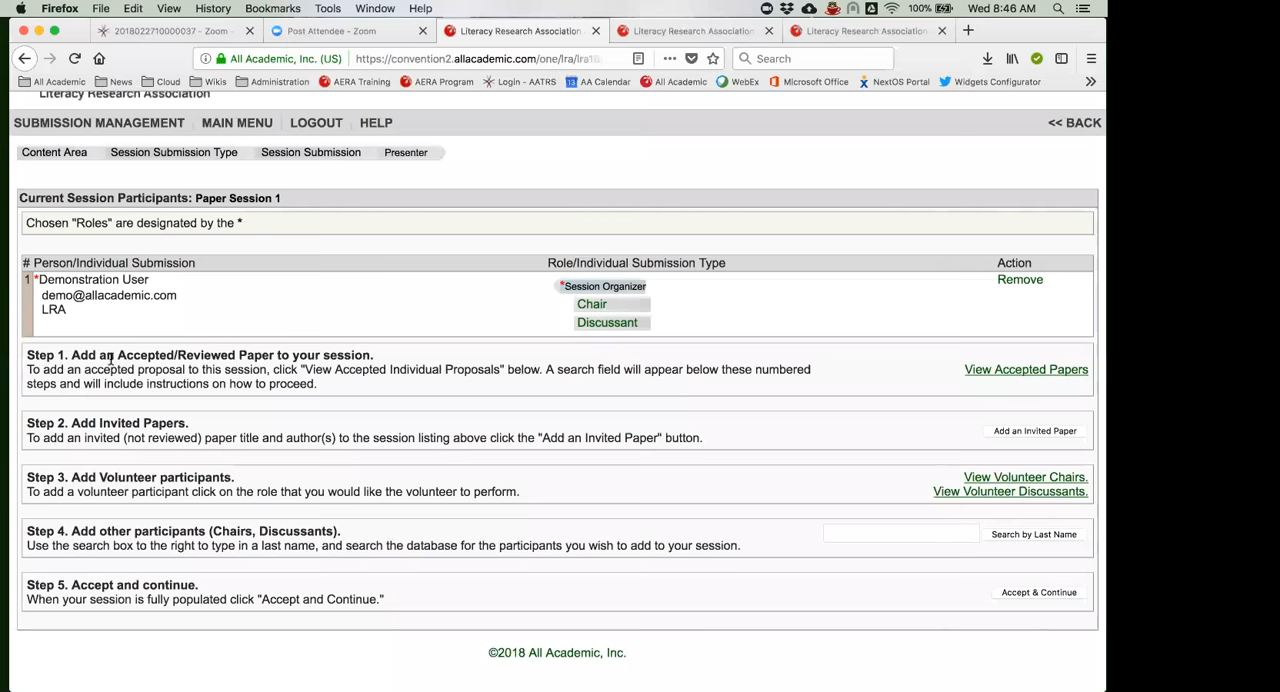 Firefox File Edit View History Bookmarks Tools Window Help 100% Wed 8:46 AM
2018022710000037 - Zoom Post Attendee - Zoom Literacy Research Association Literacy Research Association Literacy Research Association
All Academic, Inc. (US) https://convention2.allacademic.com/one/lra/lra18 Search
All Academic News Cloud Wikis Administration AERA Training AERA Program Login - AATRS AA Calendar All Academic WebEx Microsoft Office NextOS Portal Widgets Configurator
Literacy Research Association
SUBMISSION MANAGEMENT MAIN MENU LOGOUT HELP << BACK
Content Area Session Submission Type Session Submission Presenter
Current Session Participants: Paper Session 1
Chosen "Roles" are designated by the *
# Person/Individual Submission Role/Individual Submission Type Action
1 *Demonstration User *Session Organizer Remove
demo@allacademic.com Chair
LRA Discussant
Step 1. Add an Accepted/Reviewed Paper to your session.
To add an accepted proposal to this session, click "View Accepted Individual Proposals" below. A search field will appear below these numbered View Accepted Papers
steps and will include instructions on how to proceed.
Step 2. Add Invited Papers.
To add an invited (not reviewed) paper title and author(s) to the session listing above click the "Add an Invited Paper" button. Add an Invited Paper
Step 3. Add Volunteer participants. View Volunteer Chairs.
To add a volunteer participant click on the role that you would like the volunteer to perform. View Volunteer Discussants.
Step 4. Add other participants (Chairs, Discussants). Search by Last Name
Use the search box to the right to type in a last name, and search the database for the participants you wish to add to your session.
Step 5. Accept and continue. Accept & Continue
When your session is fully populated click "Accept and Continue."
©2018 All Academic, Inc.